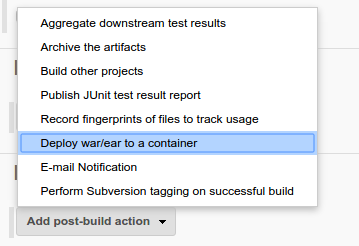 Aggregate downstream test results
Archive the artifacts
Build other projects
Publish JUnit test result report
Record fingerprints of files to track usage
Deploy war/ear to a container
E-mail Notification
Perform Subversion tagging on successful build
Add post-build action